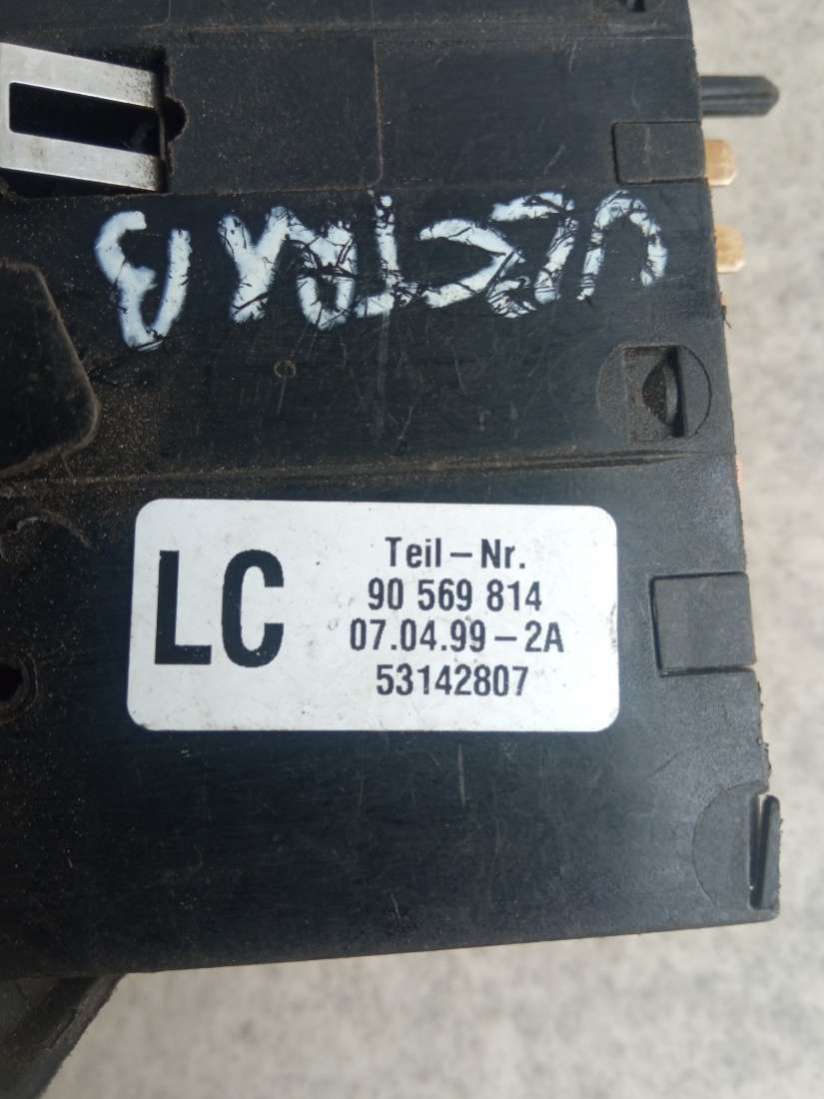 VECTRA B
LC
Teil-Nr.
90 569 814
07.04.99-2A
53142807